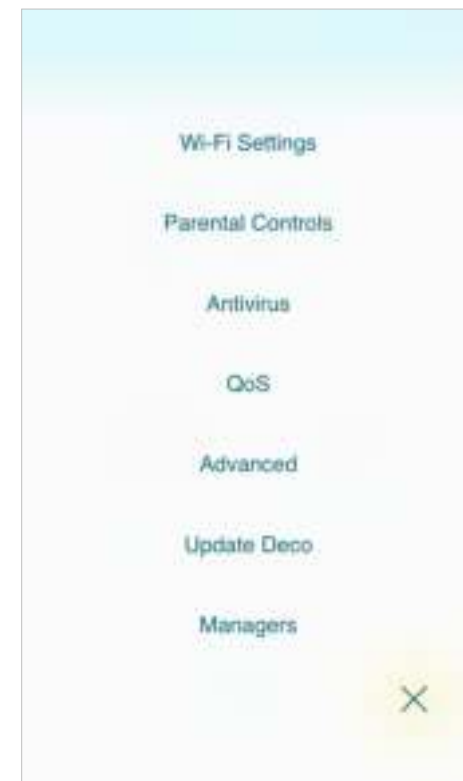 Wi-Fi Settings
Parental Controls
Antivirus
QoS
Advanced
Update Deco
Managers